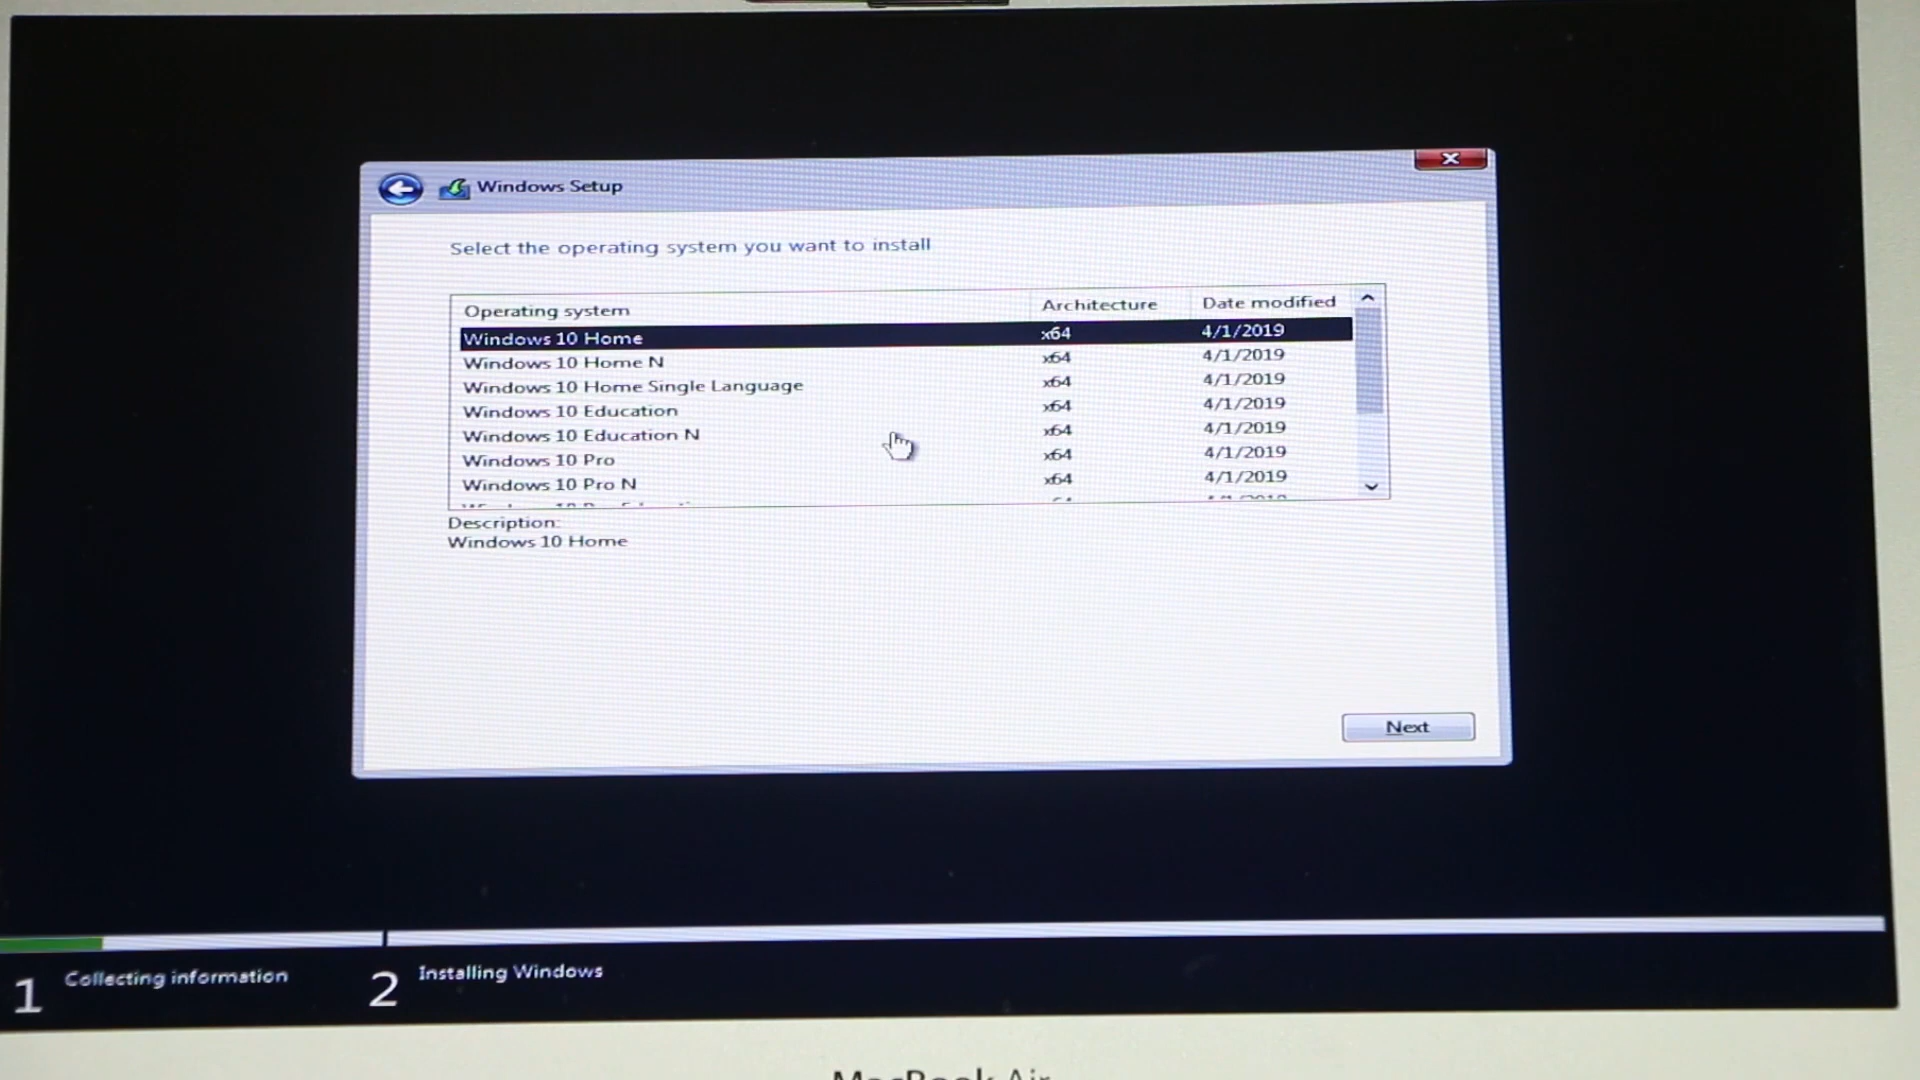 Windows Setup
Select the operating system you want to install
Operating system Architecture Date modified
Windows 10 Home x64 4/1/2019
Windows 10 Home N x64 4/1/2019
Windows 10 Home Single Language x64 4/1/2019
Windows 10 Education x64 4/1/2019
Windows 10 Education N x64 4/1/2019
Windows 10 Pro x64 4/1/2019
Windows 10 Pro N x64 4/1/2019
Description:
Windows 10 Home
Next
1 Collecting information
2 Installing Windows
MacBook Air